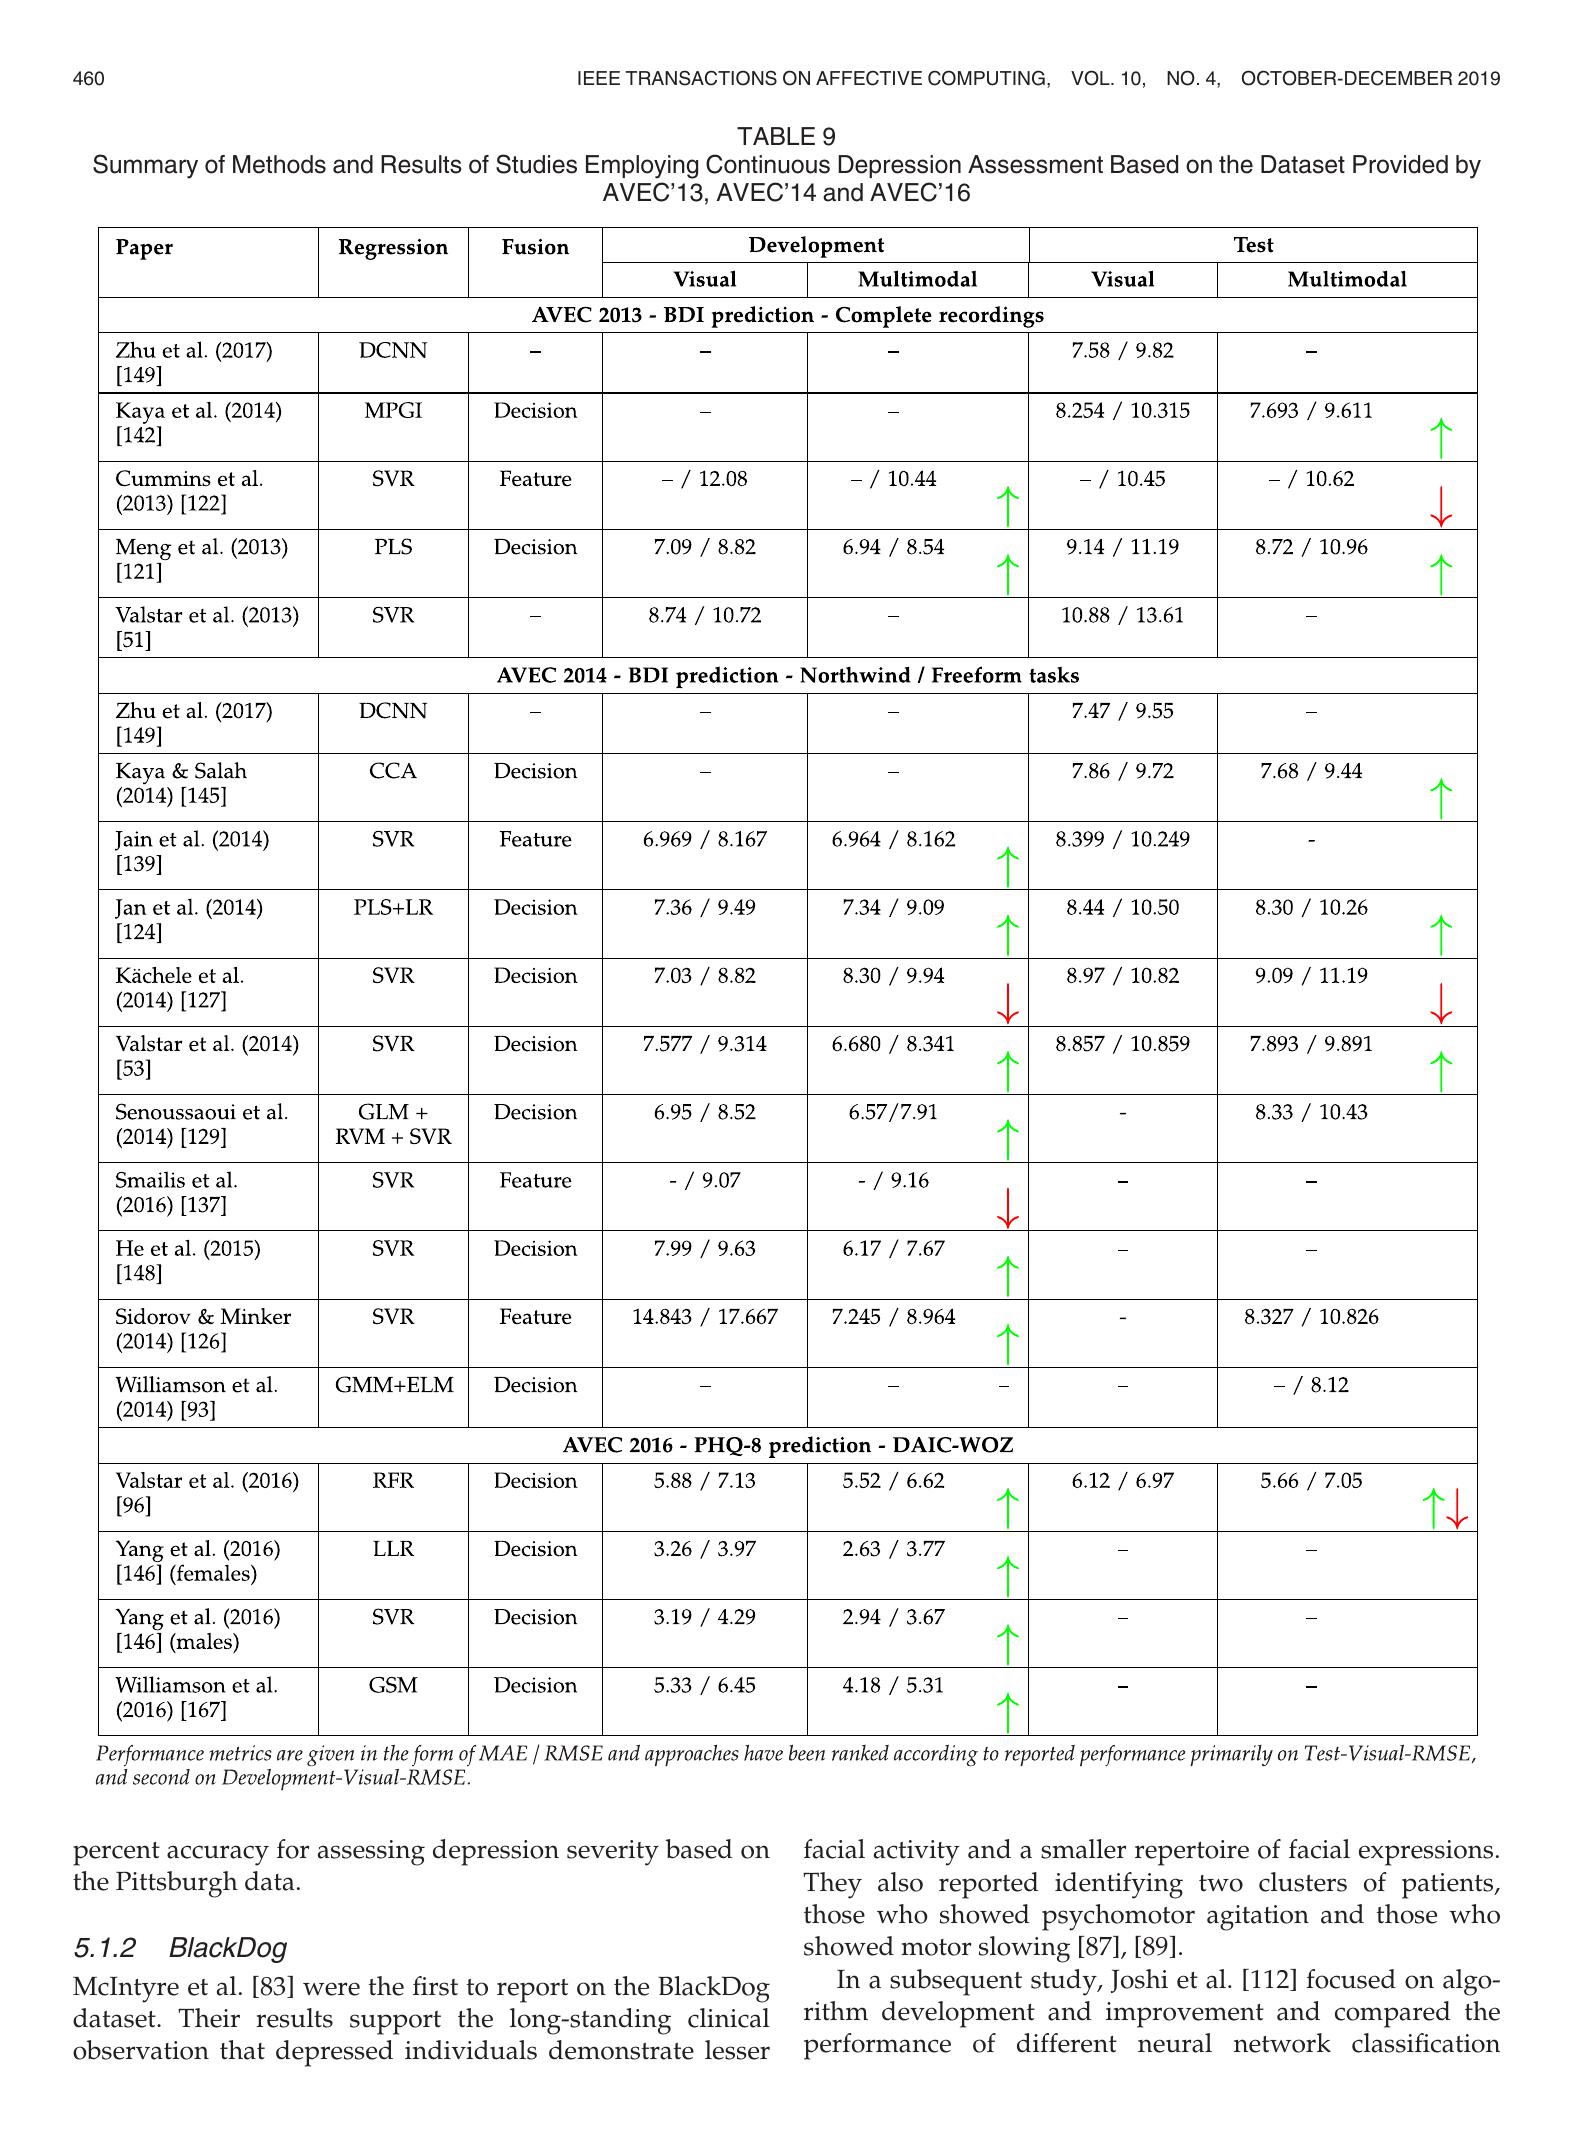 460
IEEE TRANSACTIONS ON AFFECTIVE COMPUTING, VOL. 10, NO. 4, OCTOBER-DECEMBER 2019
TABLE 9
Summary of Methods and Results of Studies Employing Continuous Depression Assessment Based on the Dataset Provided by
AVEC'13, AVEC'14 and AVEC'16
Paper Regression Fusion Development Test
Visual Multimodal Visual Multimodal
AVEC 2013 - BDI prediction - Complete recordings
Zhu et al. (2017) DCNN – – – 7.58 / 9.82 –
[149]
Kaya et al. (2014) MPGI Decision – – 8.254 / 10.315 7.693 / 9.611 ↑
[142]
Cummins et al. SVR Feature – / 12.08 – / 10.44 ↑ – / 10.45 – / 10.62 ↓
(2013) [122]
Meng et al. (2013) PLS Decision 7.09 / 8.82 6.94 / 8.54 ↑ 9.14 / 11.19 8.72 / 10.96 ↑
[121]
Valstar et al. (2013) SVR – 8.74 / 10.72 – 10.88 / 13.61 –
[51]
AVEC 2014 - BDI prediction - Northwind / Freeform tasks
Zhu et al. (2017) DCNN – – – 7.47 / 9.55 –
[149]
Kaya & Salah CCA Decision – – 7.86 / 9.72 7.68 / 9.44 ↑
(2014) [145]
Jain et al. (2014) SVR Feature 6.969 / 8.167 6.964 / 8.162 ↑ 8.399 / 10.249 -
[139]
Jan et al. (2014) PLS+LR Decision 7.36 / 9.49 7.34 / 9.09 ↑ 8.44 / 10.50 8.30 / 10.26 ↑
[124]
Kächele et al. SVR Decision 7.03 / 8.82 8.30 / 9.94 ↓ 8.97 / 10.82 9.09 / 11.19 ↓
(2014) [127]
Valstar et al. (2014) SVR Decision 7.577 / 9.314 6.680 / 8.341 ↑ 8.857 / 10.859 7.893 / 9.891 ↑
[53]
Senoussaoui et al. GLM + Decision 6.95 / 8.52 6.57/7.91 ↑ - 8.33 / 10.43
(2014) [129] RVM + SVR
Smailis et al. SVR Feature - / 9.07 - / 9.16 ↓ – –
(2016) [137]
He et al. (2015) SVR Decision 7.99 / 9.63 6.17 / 7.67 ↑ – –
[148]
Sidorov & Minker SVR Feature 14.843 / 17.667 7.245 / 8.964 ↑ - 8.327 / 10.826
(2014) [126]
Williamson et al. GMM+ELM Decision – – – – – / 8.12
(2014) [93]
AVEC 2016 - PHQ-8 prediction - DAIC-WOZ
Valstar et al. (2016) RFR Decision 5.88 / 7.13 5.52 / 6.62 ↑ 6.12 / 6.97 5.66 / 7.05 ↑↓
[96]
Yang et al. (2016) LLR Decision 3.26 / 3.97 2.63 / 3.77 ↑ – –
[146] (females)
Yang et al. (2016) SVR Decision 3.19 / 4.29 2.94 / 3.67 ↑ – –
[146] (males)
Williamson et al. GSM Decision 5.33 / 6.45 4.18 / 5.31 ↑ – –
(2016) [167]
Performance metrics are given in the form of MAE / RMSE and approaches have been ranked according to reported performance primarily on Test-Visual-RMSE,
and second on Development-Visual-RMSE.
percent accuracy for assessing depression severity based on
the Pittsburgh data.
5.1.2 BlackDog
McIntyre et al. [83] were the first to report on the BlackDog
dataset. Their results support the long-standing clinical
observation that depressed individuals demonstrate lesser
facial activity and a smaller repertoire of facial expressions.
They also reported identifying two clusters of patients,
those who showed psychomotor agitation and those who
showed motor slowing [87], [89].
In a subsequent study, Joshi et al. [112] focused on algo-
rithm development and improvement and compared the
performance of different neural network classification